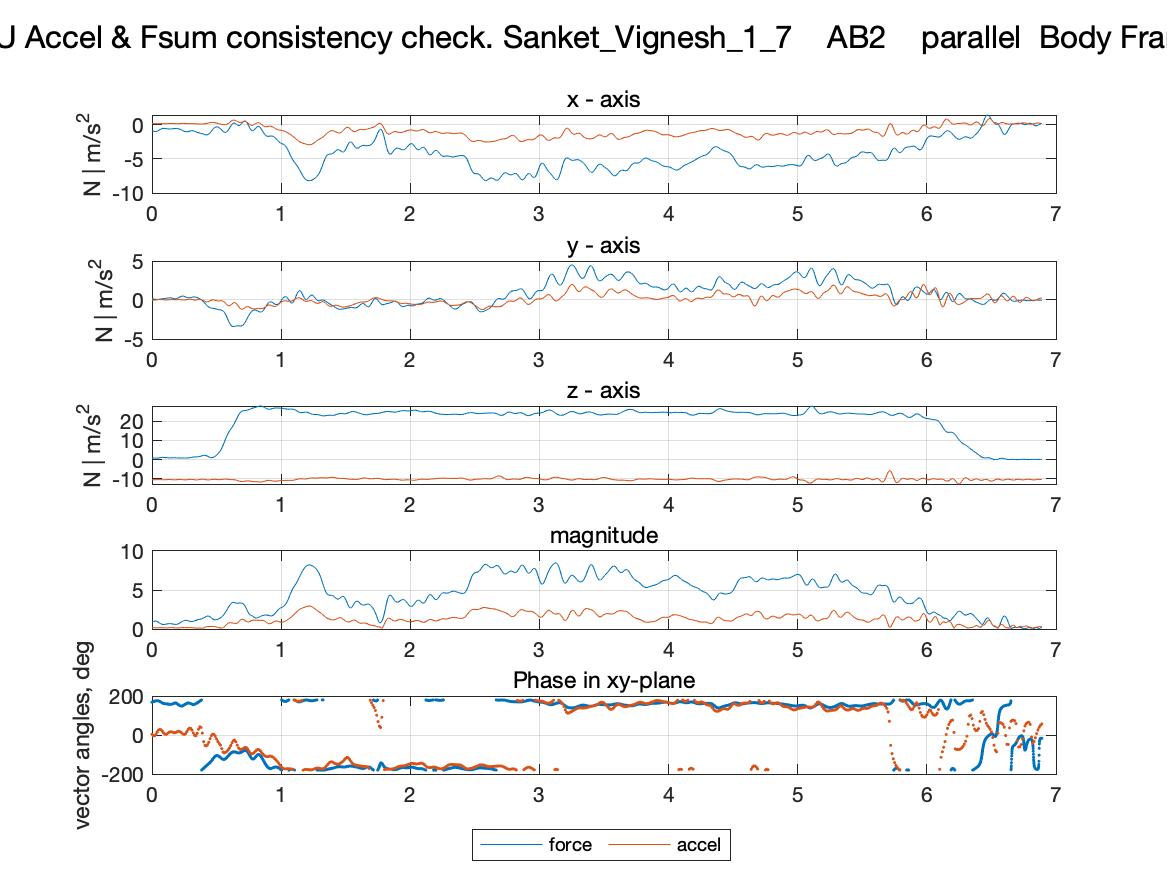 U Accel & Fsum consistency check. Sanket_Vignesh_1_7 AB2 parallel Body Fra
x - axis
N | m/s²
0
-5
-10
0 1 2 3 4 5 6 7
y - axis
N | m/s²
5
0
-5
0 1 2 3 4 5 6 7
z - axis
N | m/s²
20
10
0
-10
0 1 2 3 4 5 6 7
magnitude
10
5
0
0 1 2 3 4 5 6 7
Phase in xy-plane
vector angles, deg
200
0
-200
0 1 2 3 4 5 6 7
force accel